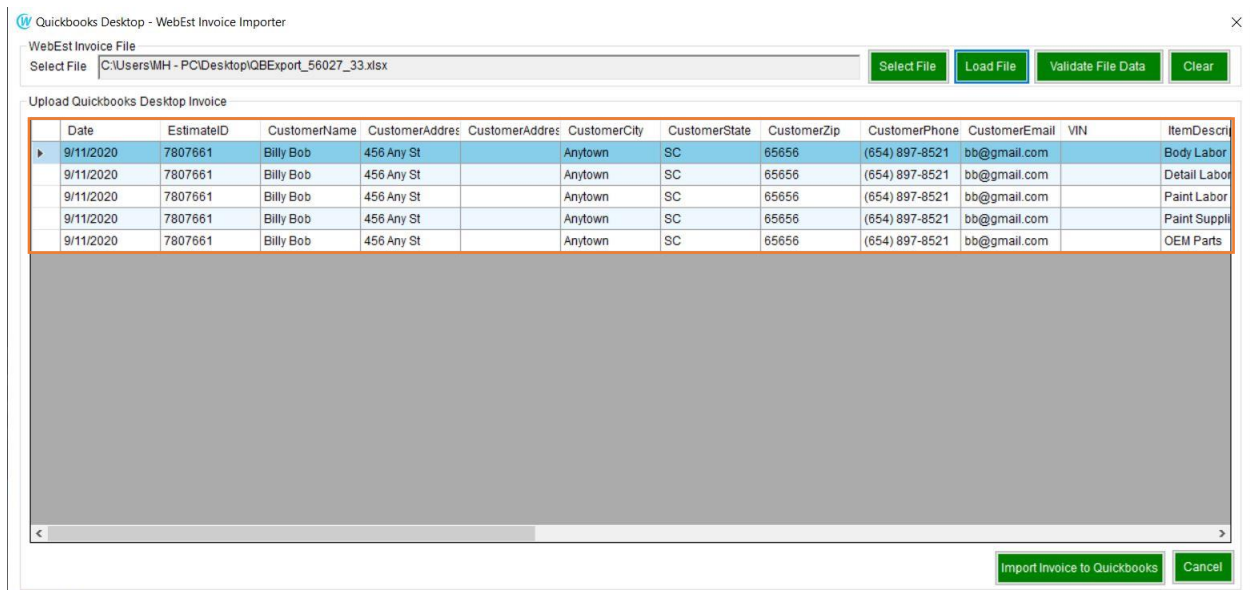 Quickbooks Desktop - WebEst Invoice Importer
WebEst Invoice File
Select File C:\Users\MH - PC\Desktop\QBExport_56027_33.xlsx Select File Load File Validate File Data Clear
Upload Quickbooks Desktop Invoice
Date EstimateID CustomerName CustomerAddres CustomerAddres CustomerCity CustomerState CustomerZip CustomerPhone CustomerEmail VIN ItemDescrip
9/11/2020 7807661 Billy Bob 456 Any St Anytown SC 65656 (654) 897-8521 bb@gmail.com Body Labor
9/11/2020 7807661 Billy Bob 456 Any St Anytown SC 65656 (654) 897-8521 bb@gmail.com Detail Labor
9/11/2020 7807661 Billy Bob 456 Any St Anytown SC 65656 (654) 897-8521 bb@gmail.com Paint Labor
9/11/2020 7807661 Billy Bob 456 Any St Anytown SC 65656 (654) 897-8521 bb@gmail.com Paint Suppli
9/11/2020 7807661 Billy Bob 456 Any St Anytown SC 65656 (654) 897-8521 bb@gmail.com OEM Parts
Import Invoice to Quickbooks Cancel